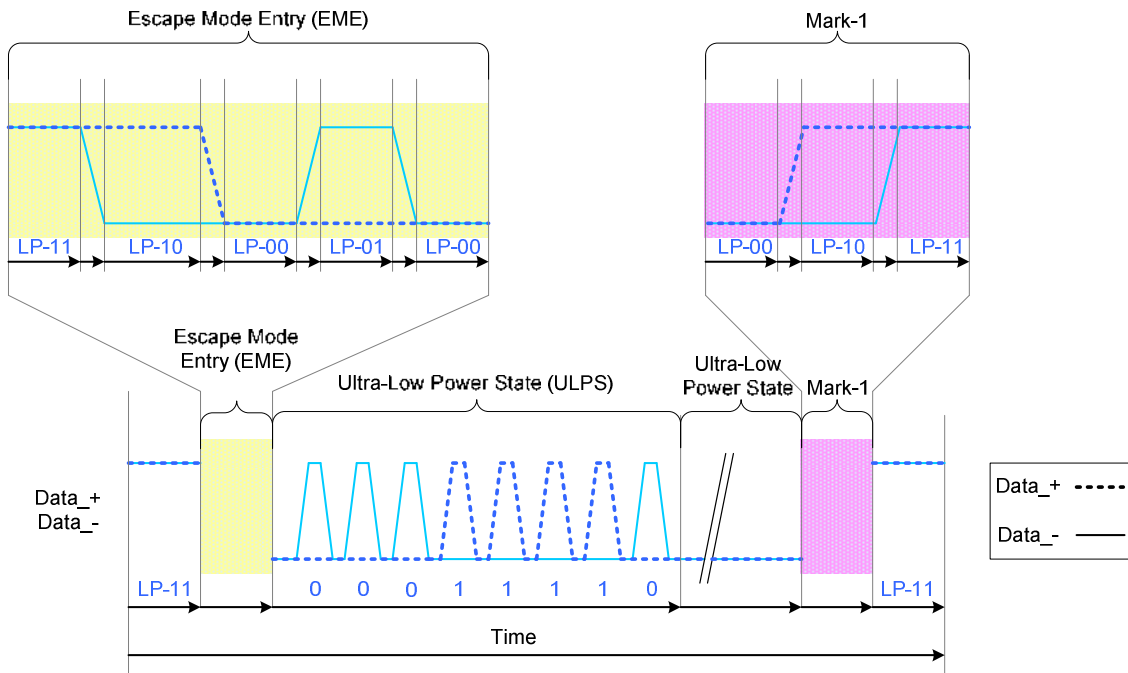 Escape Mode Entry (EME)
Mark-1
LP-11 LP-10 LP-00 LP-01 LP-00
LP-00 LP-10 LP-11
Escape Mode
Entry (EME)
Ultra-Low Power State (ULPS)
Ultra-Low
Power State
Mark-1
Data_+
Data_-
LP-11
0 0 0 1 1 1 1 0
LP-11
Time
Data_+
Data_-